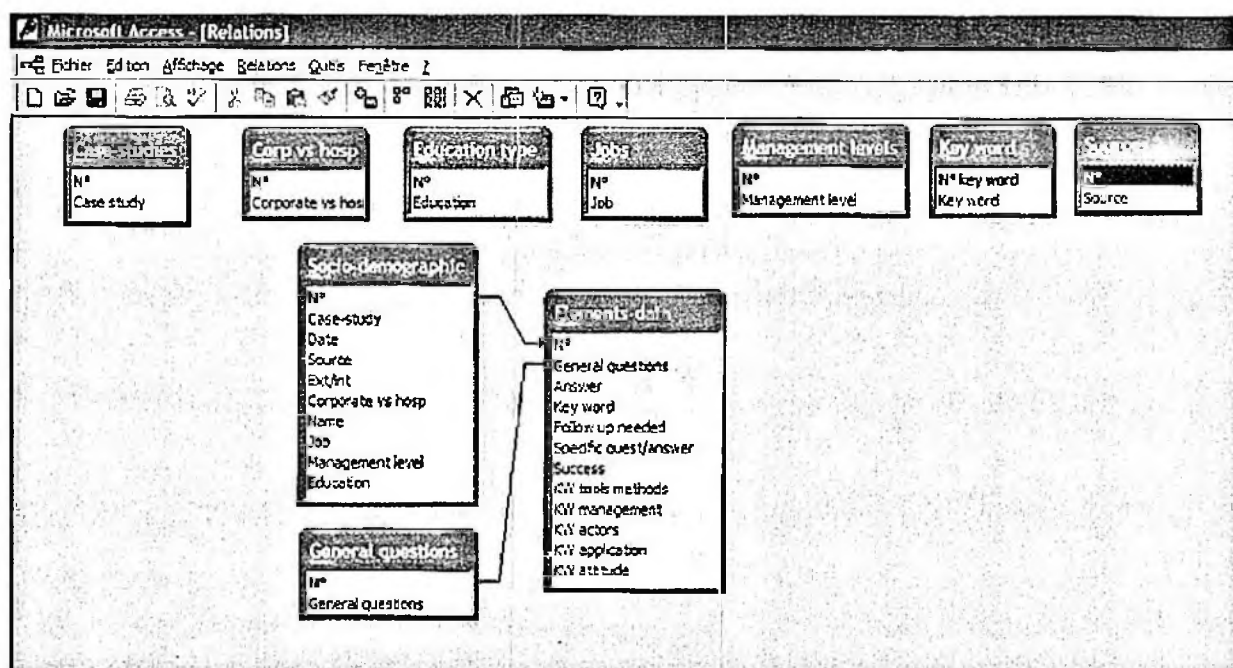 Microsoft Access - [Relations]
Fichier Edition Affichage Relations Outils Fenêtre ?
Case-studies
N°
Case study
Corp vs hosp
N°
Corporate vs hos
Education type
N°
Education
Jobs
N°
Job
Management levels
N°
Management level
Key words
N° key word
Key word
Source
N°
Source
Socio-demographic
N°
Case-study
Date
Source
Ext/int
Corporate vs hosp
Name
Job
Management level
Education
Elements-data
N°
General questions
Answer
Key word
Follow up needed
Specific quest/answer
Success
KW tools methods
KW management
KW actors
KW application
KW attitude
General questions
N°
General questions